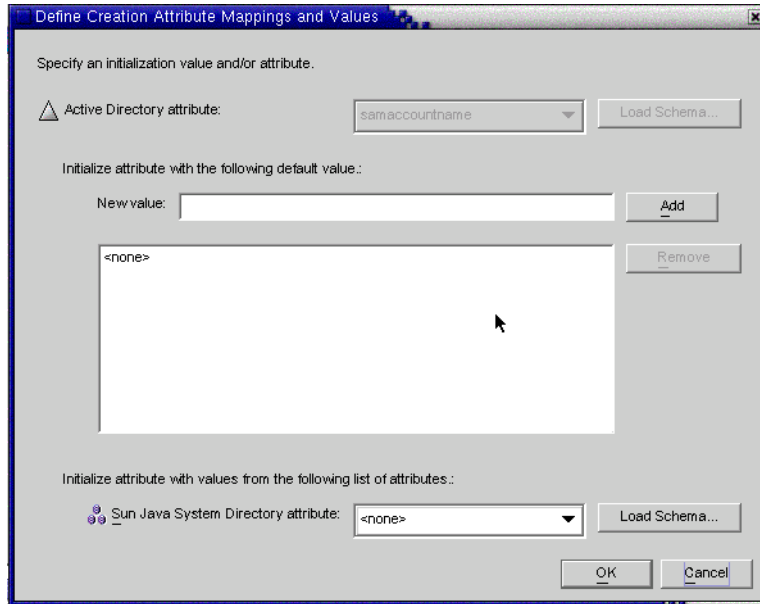 Define Creation Attribute Mappings and Values
Specify an initialization value and/or attribute.
Active Directory attribute:
samaccountname
Load Schema...
Initialize attribute with the following default value.:
New value:
Add
<none>
Remove
Initialize attribute with values from the following list of attributes.:
Sun Java System Directory attribute:
<none>
Load Schema...
OK
Cancel